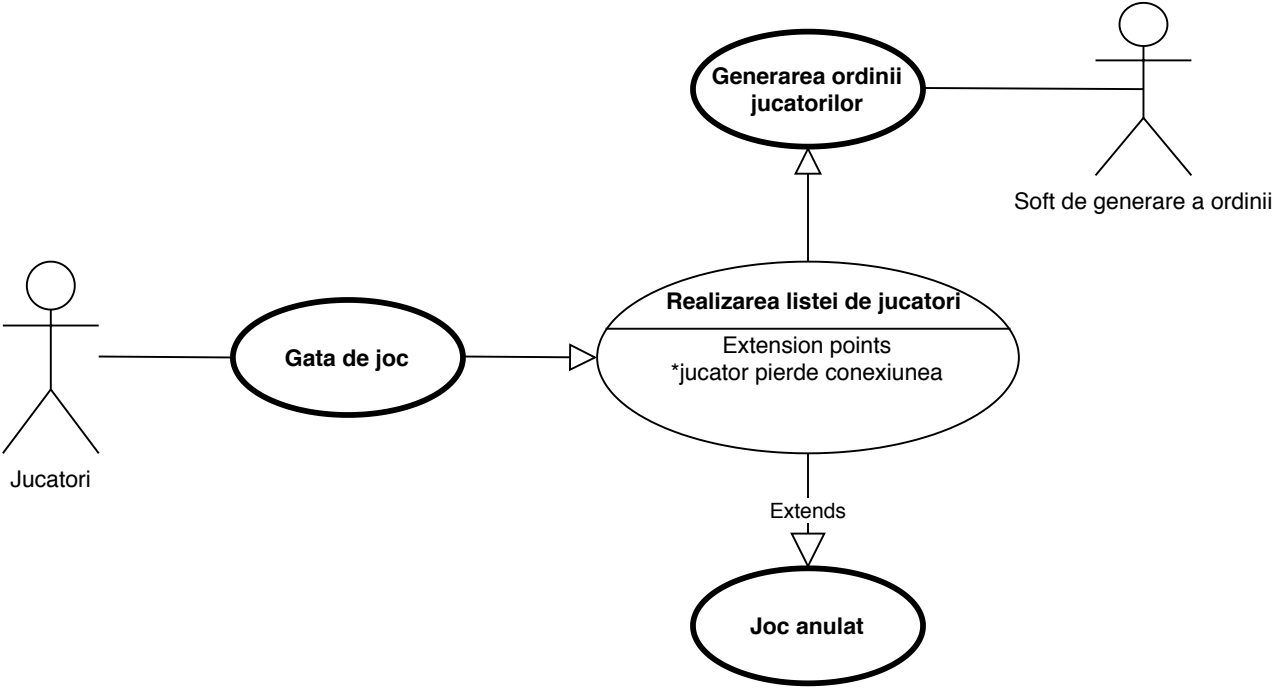 Generarea ordinii
jucatorilor
Soft de generare a ordinii
Realizarea listei de jucatori
Extension points
*jucator pierde conexiunea
Gata de joc
Jucatori
Extends
Joc anulat